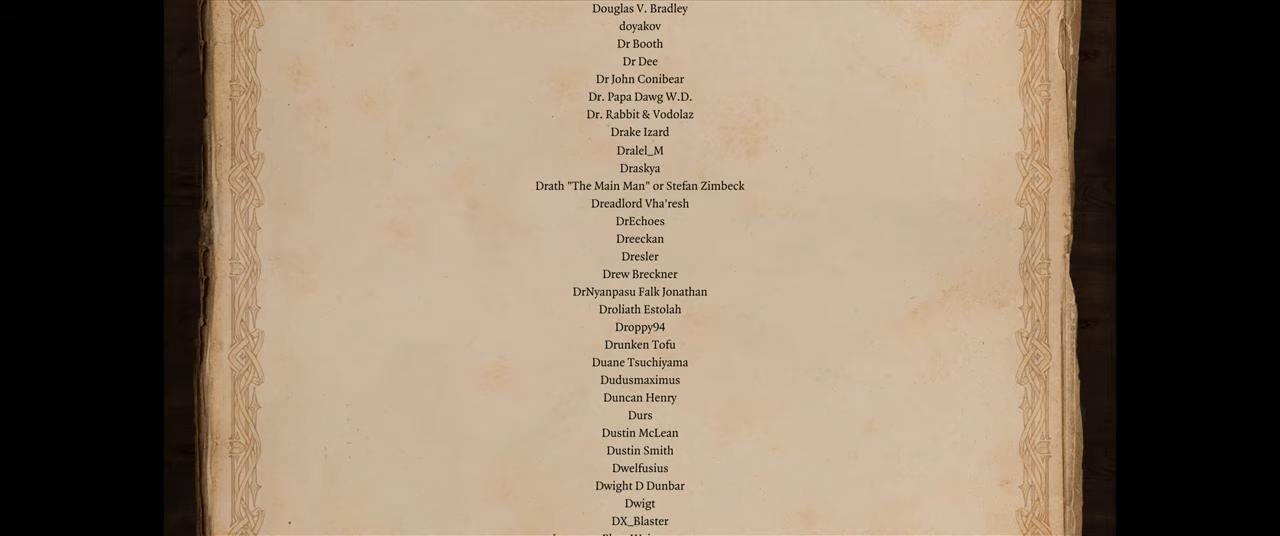 Douglas V. Bradley
doyakov
Dr Booth
Dr Dee
Dr John Conibear
Dr. Papa Dawg W.D.
Dr. Rabbit & Vodolaz
Drake Izard
Dralel_M
Draskya
Drath "The Main Man" or Stefan Zimbeck
Dreadlord Vha'resh
DrEchoes
Dreeckan
Dresler
Drew Breckner
DrNyanpasu Falk Jonathan
Droliath Estolah
Droppy94
Drunken Tofu
Duane Tsuchiyama
Dudusmaximus
Duncan Henry
Durs
Dustin McLean
Dustin Smith
Dwelfusius
Dwight D Dunbar
Dwigt
DX_Blaster